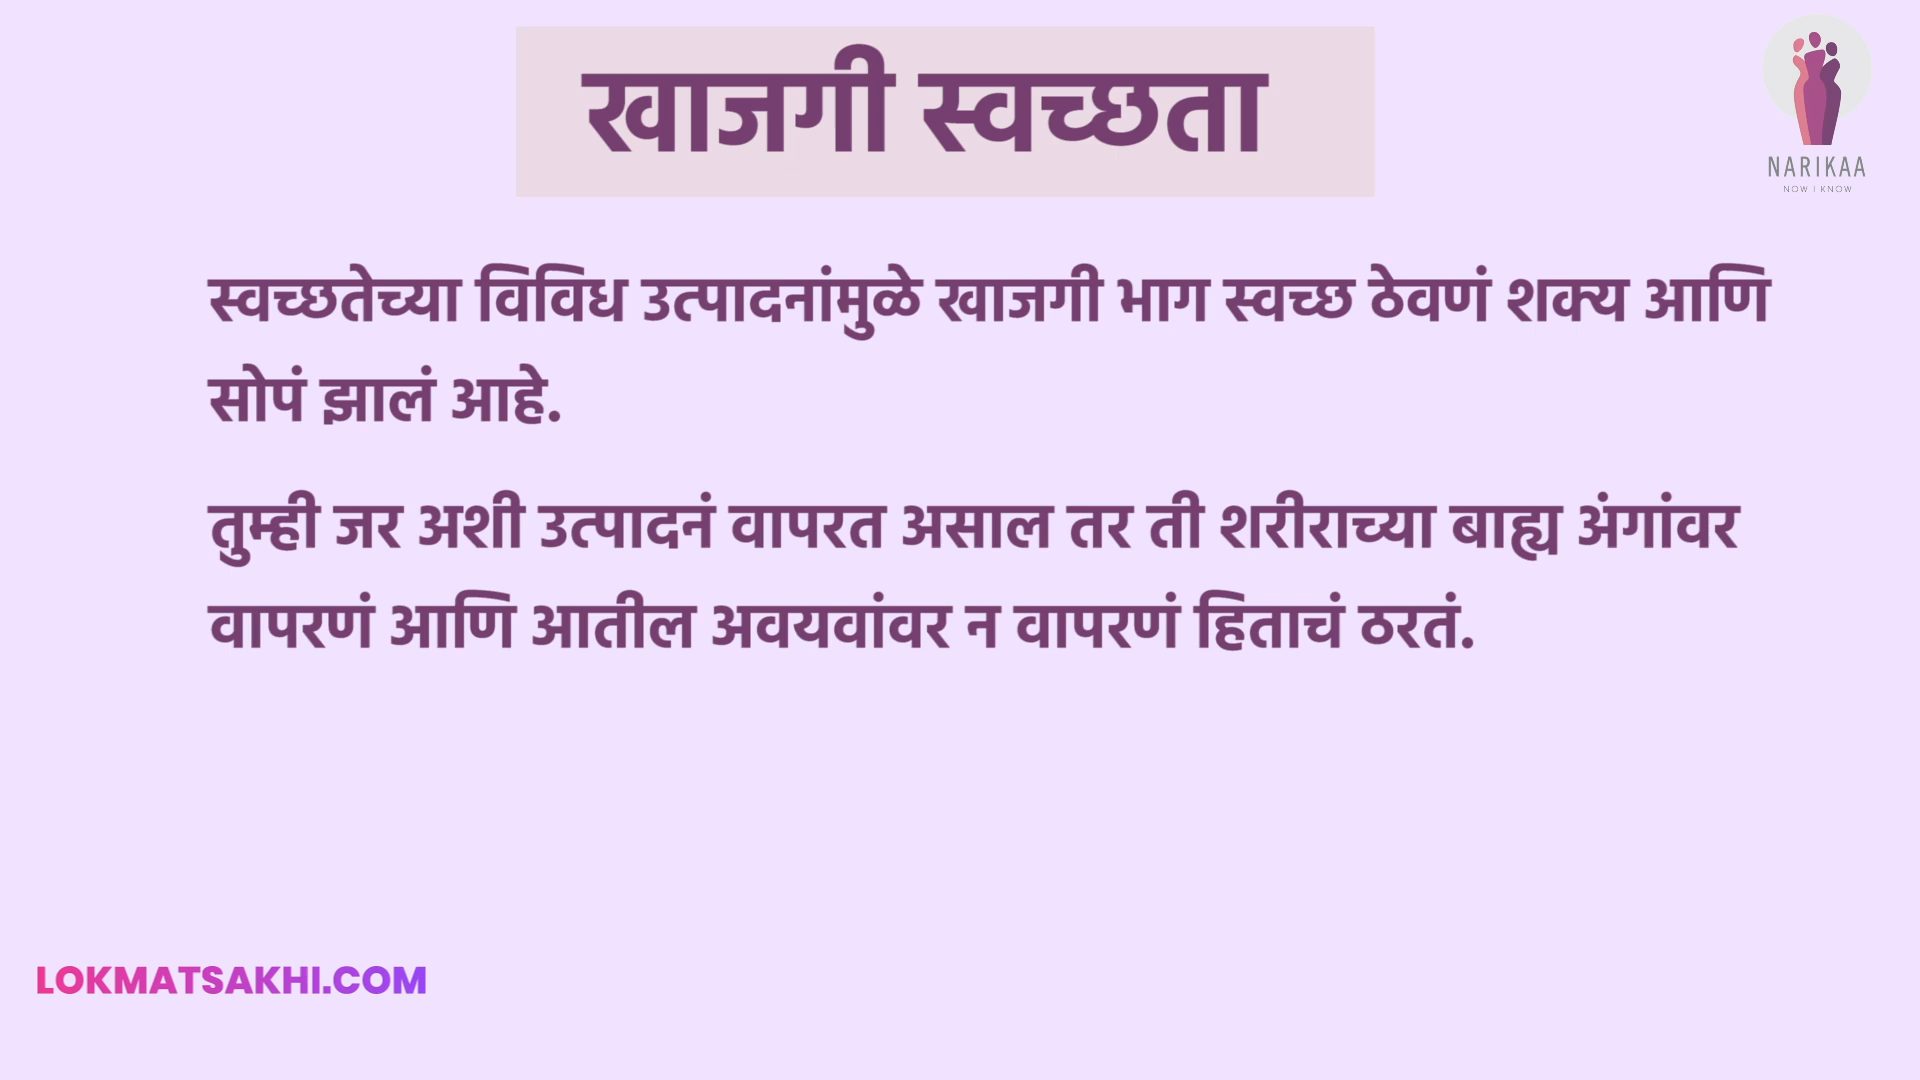 खाजगी स्वच्छता
NARIKAA
NOW I KNOW
स्वच्छतेच्या विविध उत्पादनांमुळे खाजगी भाग स्वच्छ ठेवणं शक्य आणि
सोपं झालं आहे.
तुम्ही जर अशी उत्पादनं वापरत असाल तर ती शरीराच्या बाह्य अंगांवर
वापरणं आणि आतील अवयवांवर न वापरणं हिताचं ठरतं.
LOKMATSAKHI.COM